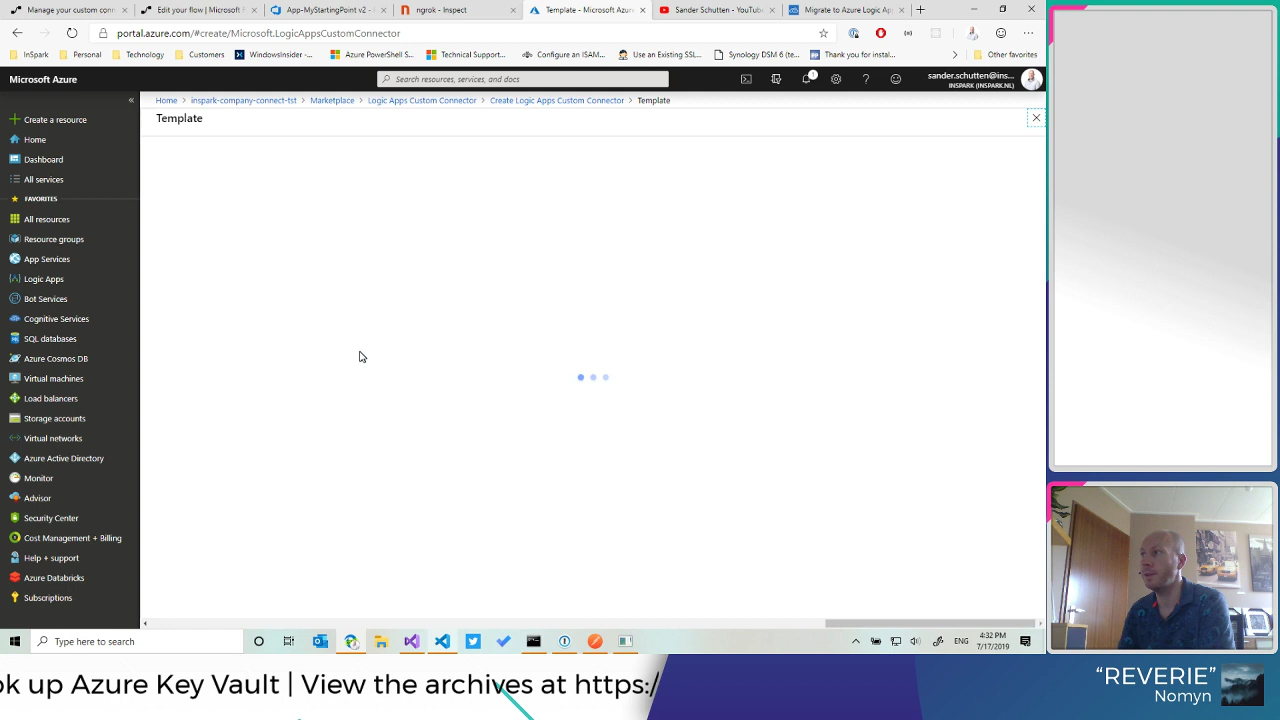 Manage your custom conn
Edit your flow | Microsoft F
App-MyStartingPoint v2 -
ngrok - Inspect
Template - Microsoft Azur
Sander Schutten - YouTube
Migrate to Azure Logic Ap
portal.azure.com/#create/Microsoft.LogicAppsCustomConnector
InSpark
Personal
Technology
Customers
WindowsInsider-...
Azure PowerShell S...
Technical Support...
Configure an ISAM...
Use an Existing SSL...
Synology DSM 6 (te...
Thank you for instal...
Other favorites
Microsoft Azure
Search resources, services, and docs
1
sander.schutten@ins...
INSPARK (INSPARK.NL)
Home > inspark-company-connect-tst > Marketplace > Logic Apps Custom Connector > Create Logic Apps Custom Connector > Template
Template
Create a resource
Home
Dashboard
All services
FAVORITES
All resources
Resource groups
App Services
Logic Apps
Bot Services
Cognitive Services
SQL databases
Azure Cosmos DB
Virtual machines
Load balancers
Storage accounts
Virtual networks
Azure Active Directory
Monitor
Advisor
Security Center
Cost Management + Billing
Help + support
Azure Databricks
Subscriptions
Type here to search
ENG
4:32 PM
7/17/2019
ok up Azure Key Vault | View the archives at https:/
“REVERIE”
Nomyn